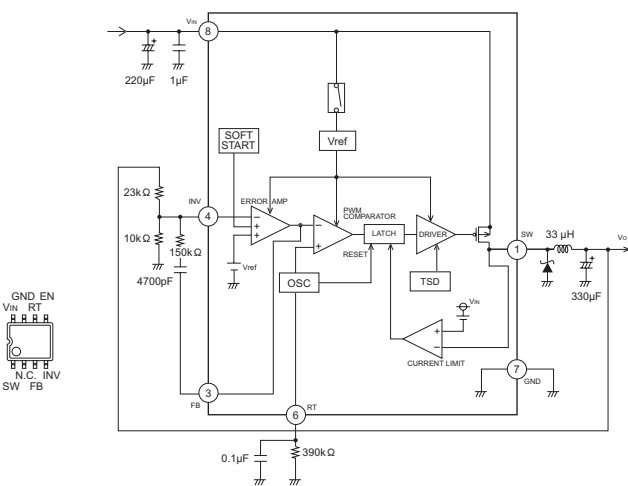 VIN
8
220µF
1µF
SOFT
START
Vref
23kΩ
INV
4
ERROR AMP
PWM
COMPARATOR
10kΩ
150kΩ
LATCH
DRIVER
SW
1
33 µH
VO
Vref
RESET
4700pF
OSC
TSD
330µF
GND EN
VIN RT
VIN
N.C. INV
SW FB
CURRENT LIMIT
7
GND
3
FB
6
RT
0.1µF
390kΩ